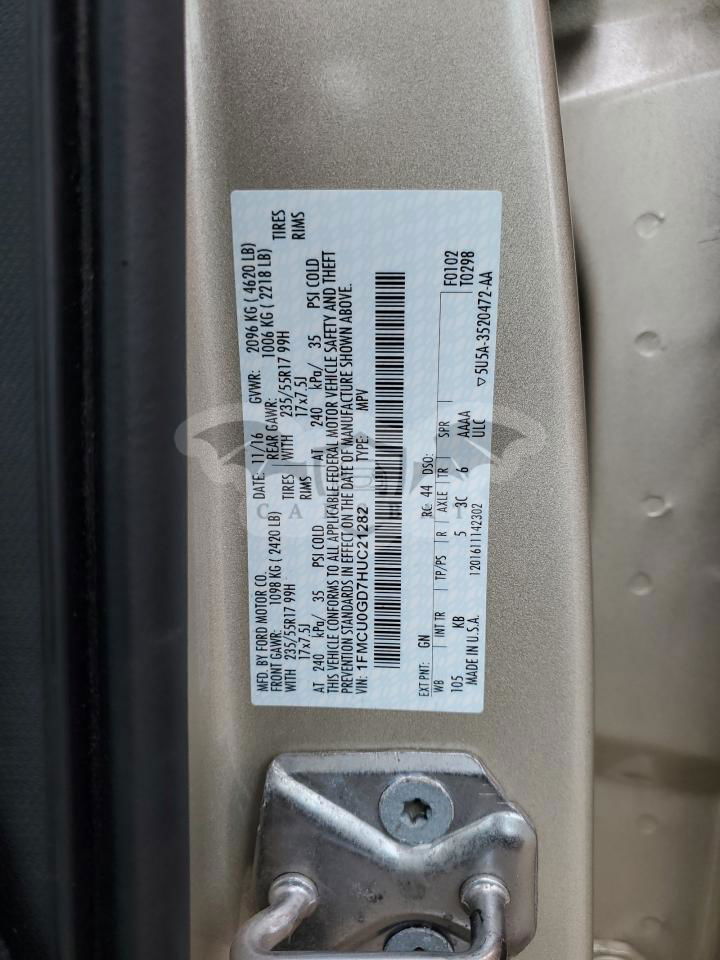 MFD. BY FORD MOTOR CO. DATE: 11/16 GVWR: 2096 KG ( 4620 LB)
FRONT GAWR: 1098 KG ( 2420 LB) REAR GAWR: 1006 KG ( 2218 LB)
WITH 235/55R17 99H TIRES WITH 235/55R17 99H TIRES
17x7.5J RIMS 17x7.5J RIMS
AT 240 kPa/ 35 PSI COLD AT 240 kPa/ 35 PSI COLD
THIS VEHICLE CONFORMS TO ALL APPLICABLE FEDERAL MOTOR VEHICLE SAFETY AND THEFT
PREVENTION STANDARDS IN EFFECT ON THE DATE OF MANUFACTURE SHOWN ABOVE.
VIN: 1FMCU0GD7HUC21282 TYPE: MPV
EXT PNT: GN RC: 44 DSO: F0102
WB INT TR TP/PS R AXLE TR SPR T0298
105 KB 5 3C 6 AAAA
MADE IN U.S.A. 1201611142302 ULC
▽5U5A-3520472-AA